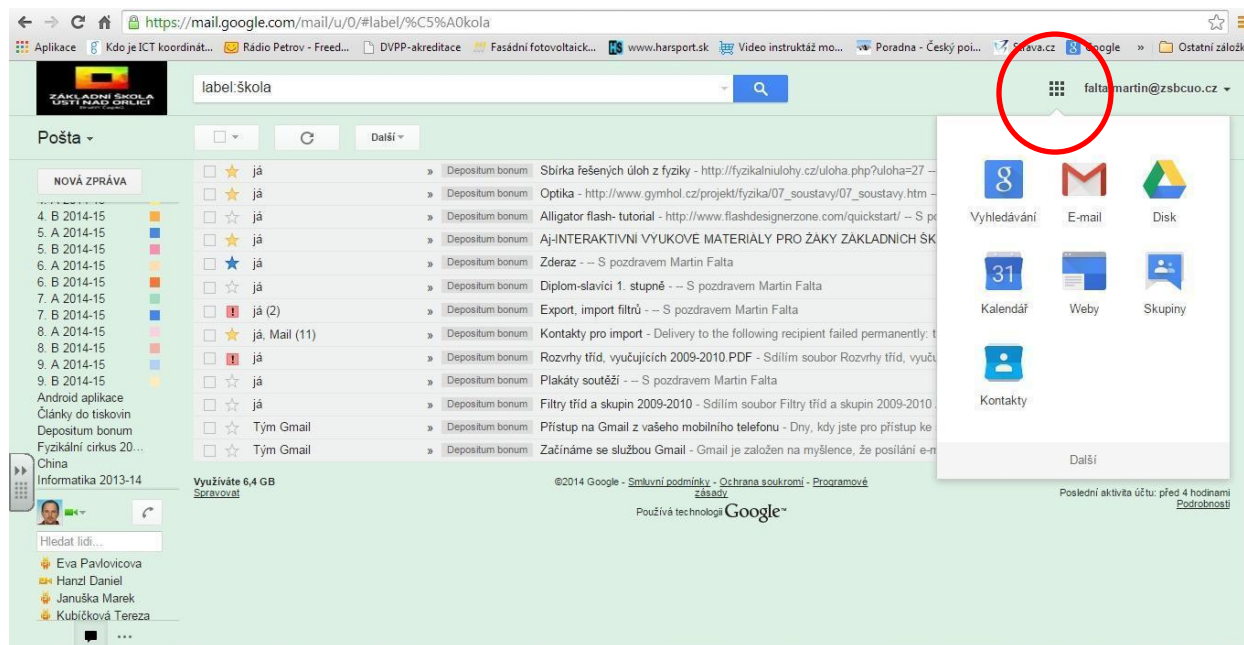 https://mail.google.com/mail/u/0/#label/%C5%A0kola
Aplikace Kdo je ICT koordinát... Rádio Petrov - Freed... DVPP-akreditace Fasádní fotovoltaick... www.harsport.sk Video instruktáž mo... Poradna - Český poi... Strava.cz Google » Ostatní záložk
ZÁKLADNÍ ŠKOLA
ÚSTÍ NAD ORLICÍ
label:škola
falta.martin@zsbcuo.cz
Pošta
Další
NOVÁ ZPRÁVA
4. B 2014-15
5. A 2014-15
5. B 2014-15
6. A 2014-15
6. B 2014-15
7. A 2014-15
7. B 2014-15
8. A 2014-15
8. B 2014-15
9. A 2014-15
9. B 2014-15
Android aplikace
Články do tiskovin
Depositum bonum
Fyzikální cirkus 20...
China
Informatika 2013-14
Hledat lidi...
Eva Pavlovicova
Hanzl Daniel
Januška Marek
Kubíčková Tereza
já » Depositum bonum Sbírka řešených úloh z fyziky - http://fyzikalniulohy.cz/uloha.php?uloha=27 --
já » Depositum bonum Optika - http://www.gymhol.cz/projekt/fyzika/07_soustavy/07_soustavy.htm --
já » Depositum bonum Alligator flash- tutorial - http://www.flashdesignerzone.com/quickstart/ -- S po
já » Depositum bonum Aj-INTERAKTIVNÍ VÝUKOVÉ MATERIÁLY PRO ŽÁKY ZÁKLADNÍCH ŠK
já » Depositum bonum Zderaz - -- S pozdravem Martin Falta
já » Depositum bonum Diplom-slavíci 1. stupně - -- S pozdravem Martin Falta
já (2) » Depositum bonum Export, import filtrů - -- S pozdravem Martin Falta
já, Mail (11) » Depositum bonum Kontakty pro import - Delivery to the following recipient failed permanently: t
já » Depositum bonum Rozvrhy tříd, vyučujících 2009-2010.PDF - Sdílím soubor Rozvrhy tříd, vyuču
já » Depositum bonum Plakáty soutěží - -- S pozdravem Martin Falta
já » Depositum bonum Filtry tříd a skupin 2009-2010 - Sdílím soubor Filtry tříd a skupin 2009-2010
Tým Gmail » Depositum bonum Přístup na Gmail z vašeho mobilního telefonu - Dny, kdy jste pro přístup ke
Tým Gmail » Depositum bonum Začínáme se službou Gmail - Gmail je založen na myšlence, že posílání e-m
Využíváte 6,4 GB
Spravovat
©2014 Google - Smluvní podmínky - Ochrana soukromí - Programové
zásady
Používá technologii Google™
Poslední aktivita účtu: před 4 hodinami
Podrobnosti
g
Vyhledávání E-mail Disk
31
Kalendář Weby Skupiny
Kontakty
Další